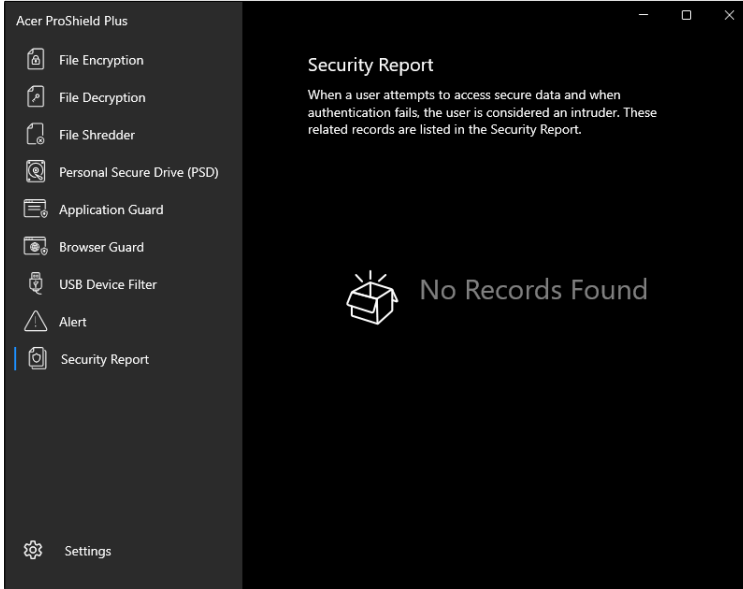 Acer ProShield Plus
File Encryption
File Decryption
File Shredder
Personal Secure Drive (PSD)
Application Guard
Browser Guard
USB Device Filter
Alert
Security Report
Settings
Security Report
When a user attempts to access secure data and when
authentication fails, the user is considered an intruder. These
related records are listed in the Security Report.
No Records Found